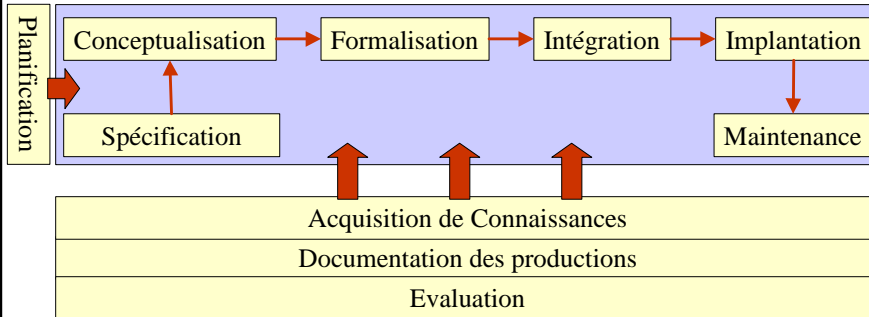 Planification
Conceptualisation
Formalisation
Intégration
Implantation
Spécification
Maintenance
Acquisition de Connaissances
Documentation des productions
Evaluation